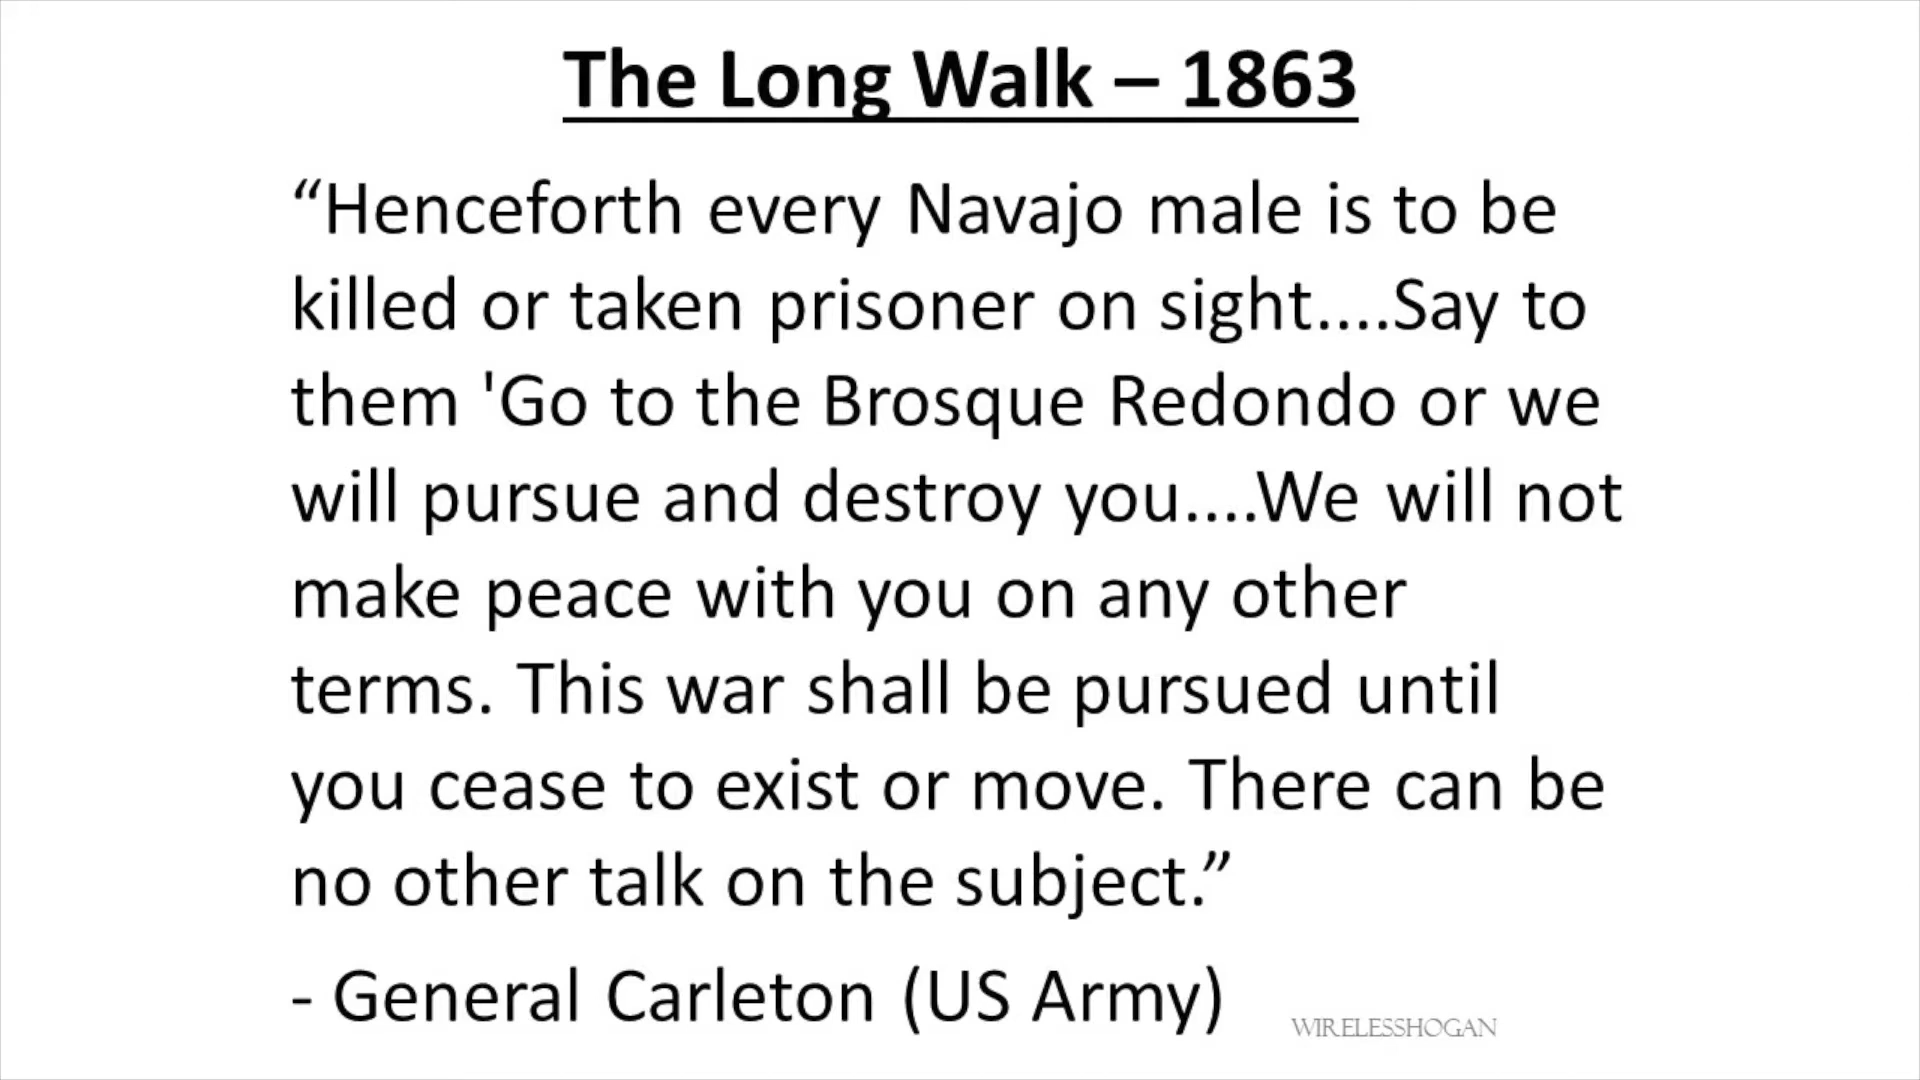 The Long Walk – 1863
“Henceforth every Navajo male is to be
killed or taken prisoner on sight....Say to
them 'Go to the Brosque Redondo or we
will pursue and destroy you....We will not
make peace with you on any other
terms. This war shall be pursued until
you cease to exist or move. There can be
no other talk on the subject.”
- General Carleton (US Army)
WIRELESSHOGAN